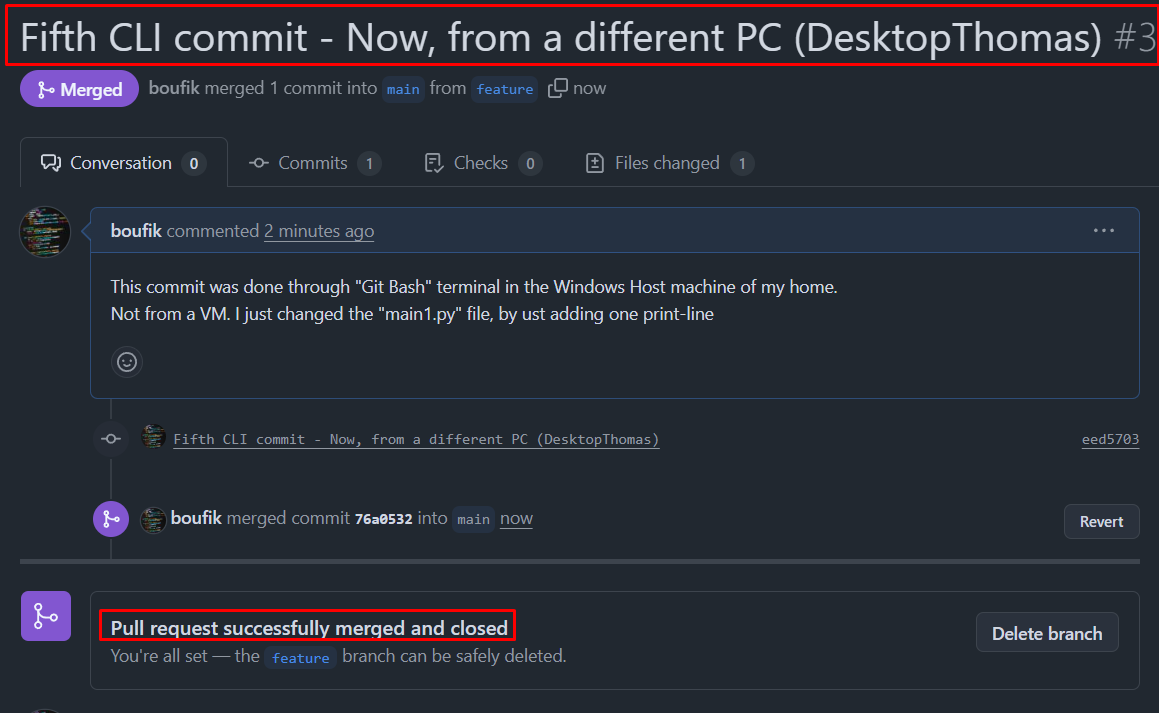 Fifth CLI commit - Now, from a different PC (DesktopThomas) #3
Merged boufik merged 1 commit into main from feature now
Conversation 0 Commits 1 Checks 0 Files changed 1
boufik commented 2 minutes ago
This commit was done through "Git Bash" terminal in the Windows Host machine of my home.
Not from a VM. I just changed the "main1.py" file, by ust adding one print-line
Fifth CLI commit - Now, from a different PC (DesktopThomas) eed5703
boufik merged commit 76a0532 into main now Revert
Pull request successfully merged and closed
Delete branch
You're all set — the feature branch can be safely deleted.